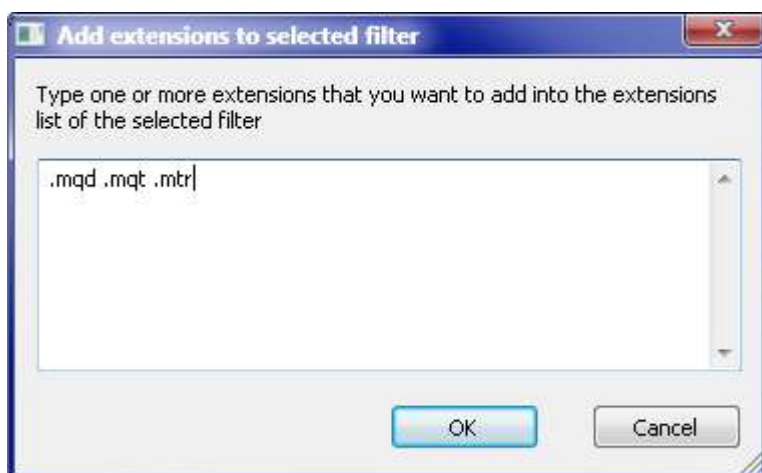 Add extensions to selected filter
Type one or more extensions that you want to add into the extensions
list of the selected filter
.mqd .mqt .mtr
OK
Cancel